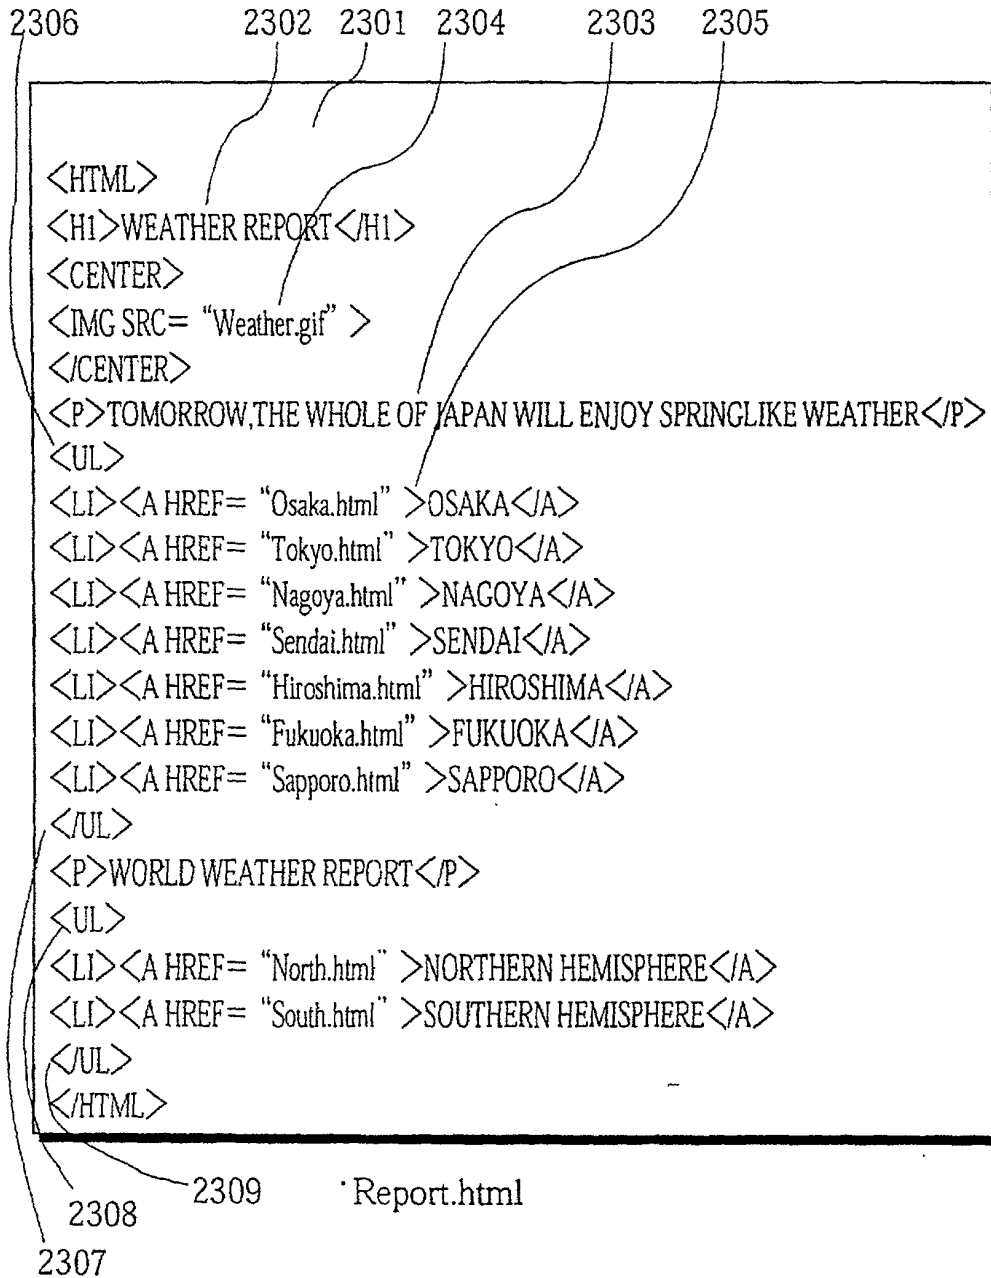 2306 2302 2301 2304 2303 2305
<HTML>
<H1>WEATHER REPORT</H1>
<CENTER>
<IMG SRC= “Weather.gif” >
</CENTER>
<P>TOMORROW,THE WHOLE OF JAPAN WILL ENJOY SPRINGLIKE WEATHER</P>
<UL>
<LI><A HREF= “Osaka.html” >OSAKA</A>
<LI><A HREF= “Tokyo.html” >TOKYO</A>
<LI><A HREF= “Nagoya.html” >NAGOYA</A>
<LI><A HREF= “Sendai.html” >SENDAI</A>
<LI><A HREF= “Hiroshima.html” >HIROSHIMA</A>
<LI><A HREF= “Fukuoka.html” >FUKUOKA</A>
<LI><A HREF= “Sapporo.html” >SAPPORO</A>
</UL>
<P>WORLD WEATHER REPORT</P>
<UL>
<LI><A HREF= “North.html” >NORTHERN HEMISPHERE</A>
<LI><A HREF= “South.html” >SOUTHERN HEMISPHERE</A>
</UL>
</HTML>
2309 Report.html
2308
2307